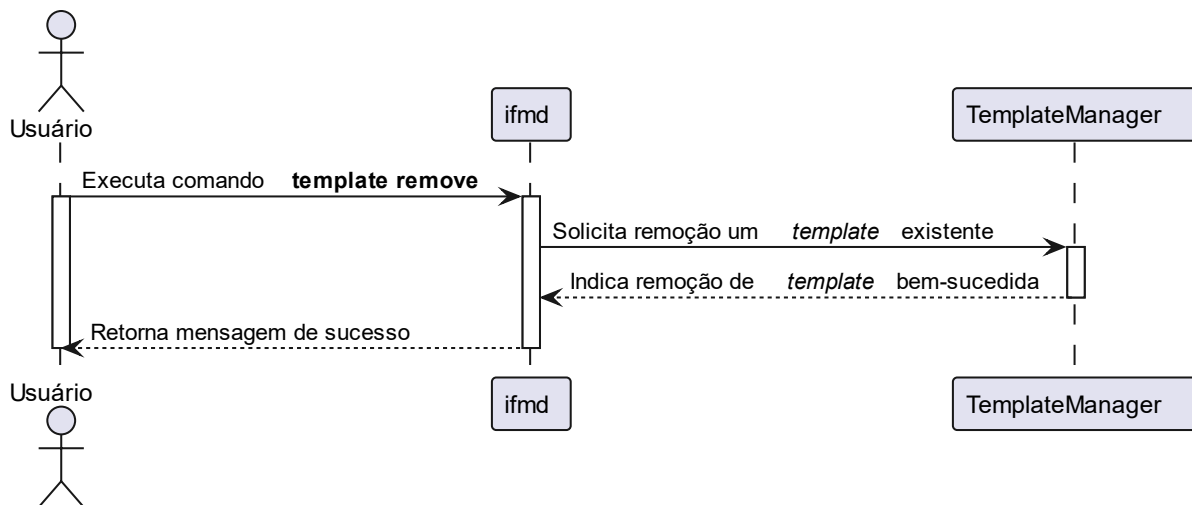 Usuário
ifmd
TemplateManager
Executa comando template remove
Solicita remoção um template existente
Indica remoção de template bem-sucedida
Retorna mensagem de sucesso
Usuário
ifmd
TemplateManager